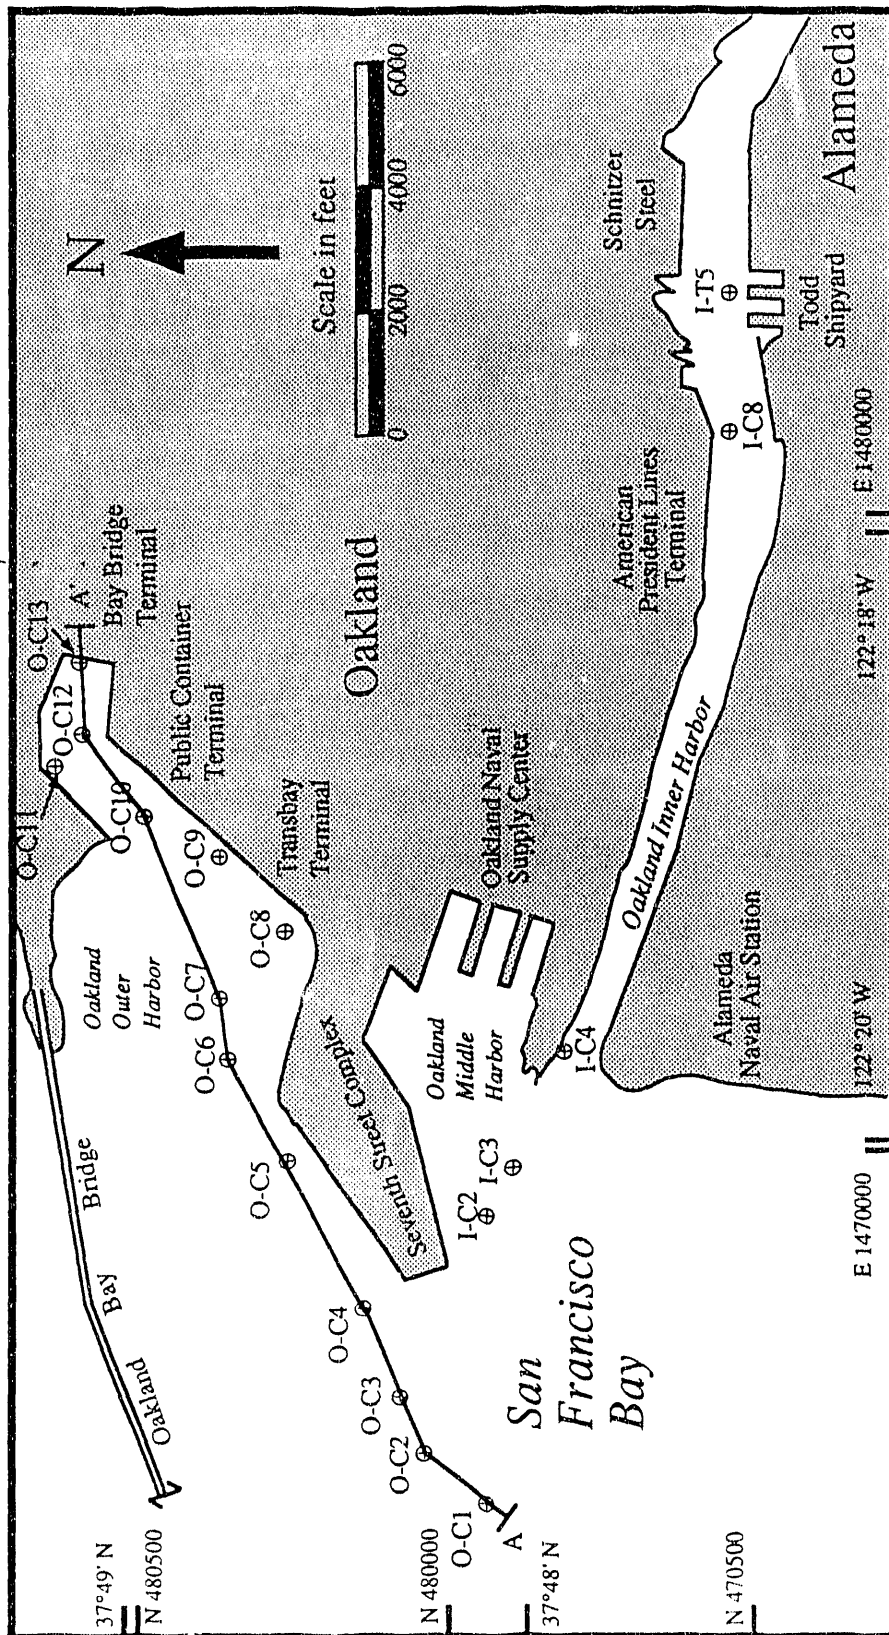 N
Scale in feet
0
2000
4000
6000
37°49' N
N 480500
N 480000
37°48' N
N 470500
Oakland
Bay
Bridge
Oakland
Outer
Harbor
O-C11
O-C12
O-C13
A'
Bay Bridge
Terminal
O-C10
Public Container
Terminal
O-C9
O-C8
Transbay
Terminal
O-C7
O-C6
O-C5
O-C4
O-C3
O-C2
O-C1
A
Seventh Street Complex
Oakland
Oakland
Middle
Harbor
Oakland Naval
Supply Center
I-C2
I-C3
I-C4
San
Francisco
Bay
Oakland Inner Harbor
American
President Lines
Terminal
Schnitzer
Steel
I-C8
I-T5
Todd
Shipyard
Alameda
Alameda
Naval Air Station
E 1470000
122°20' W
122°18' W
E 1480000